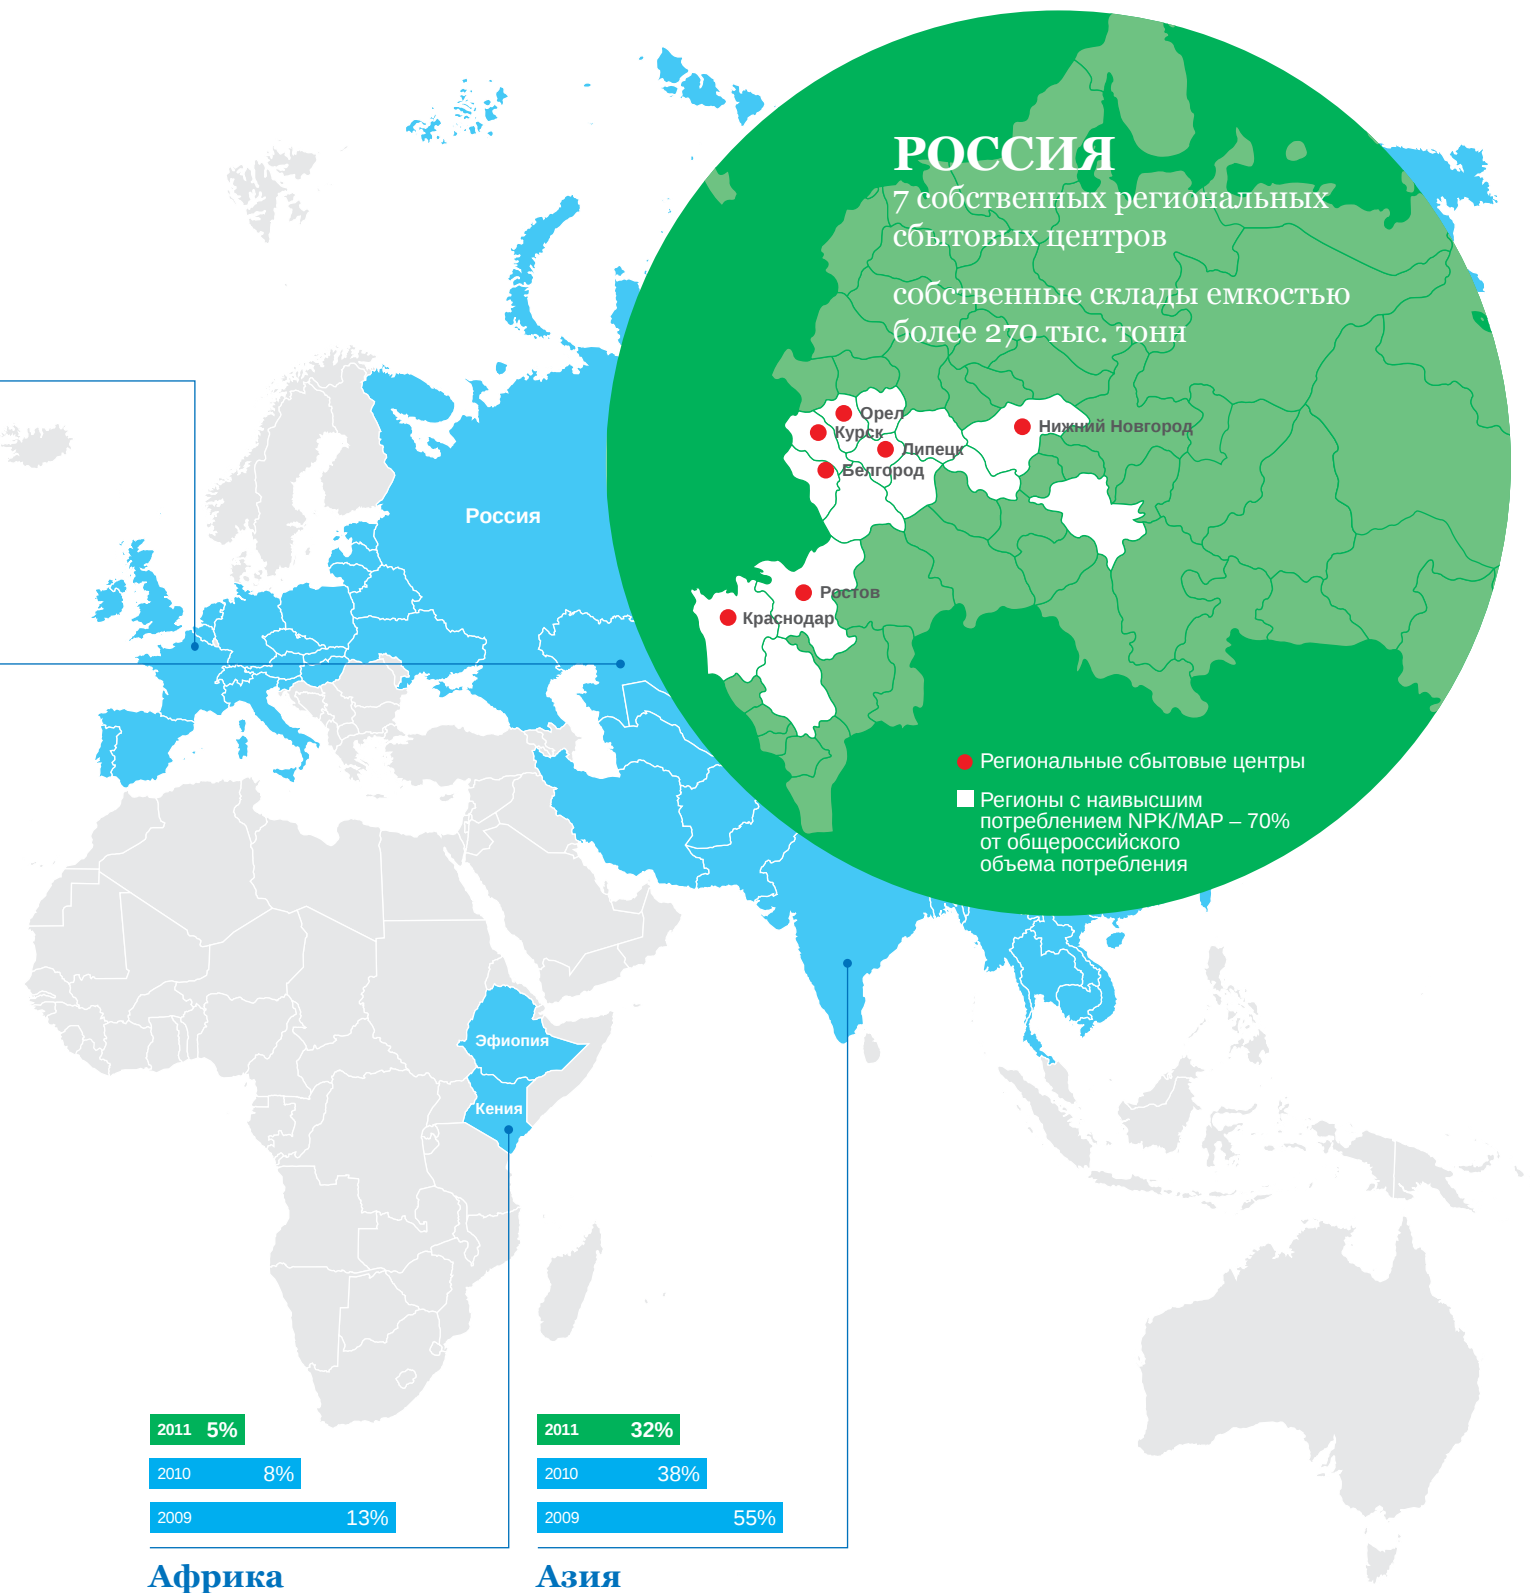 РОССИЯ
7 собственных региональных
сбытовых центров
собственные склады емкостью
более 270 тыс. тонн
Орел
Курск
Нижний Новгород
Липецк
Белгород
Россия
Ростов
Краснодар
Региональные сбытовые центры
Регионы с наивысшим
потреблением NPK/MAP – 70%
от общероссийского
объема потребления
Эфиопия
Кения
2011 5%
2010 8%
2009 13%
Африка
2011 32%
2010 38%
2009 55%
Азия